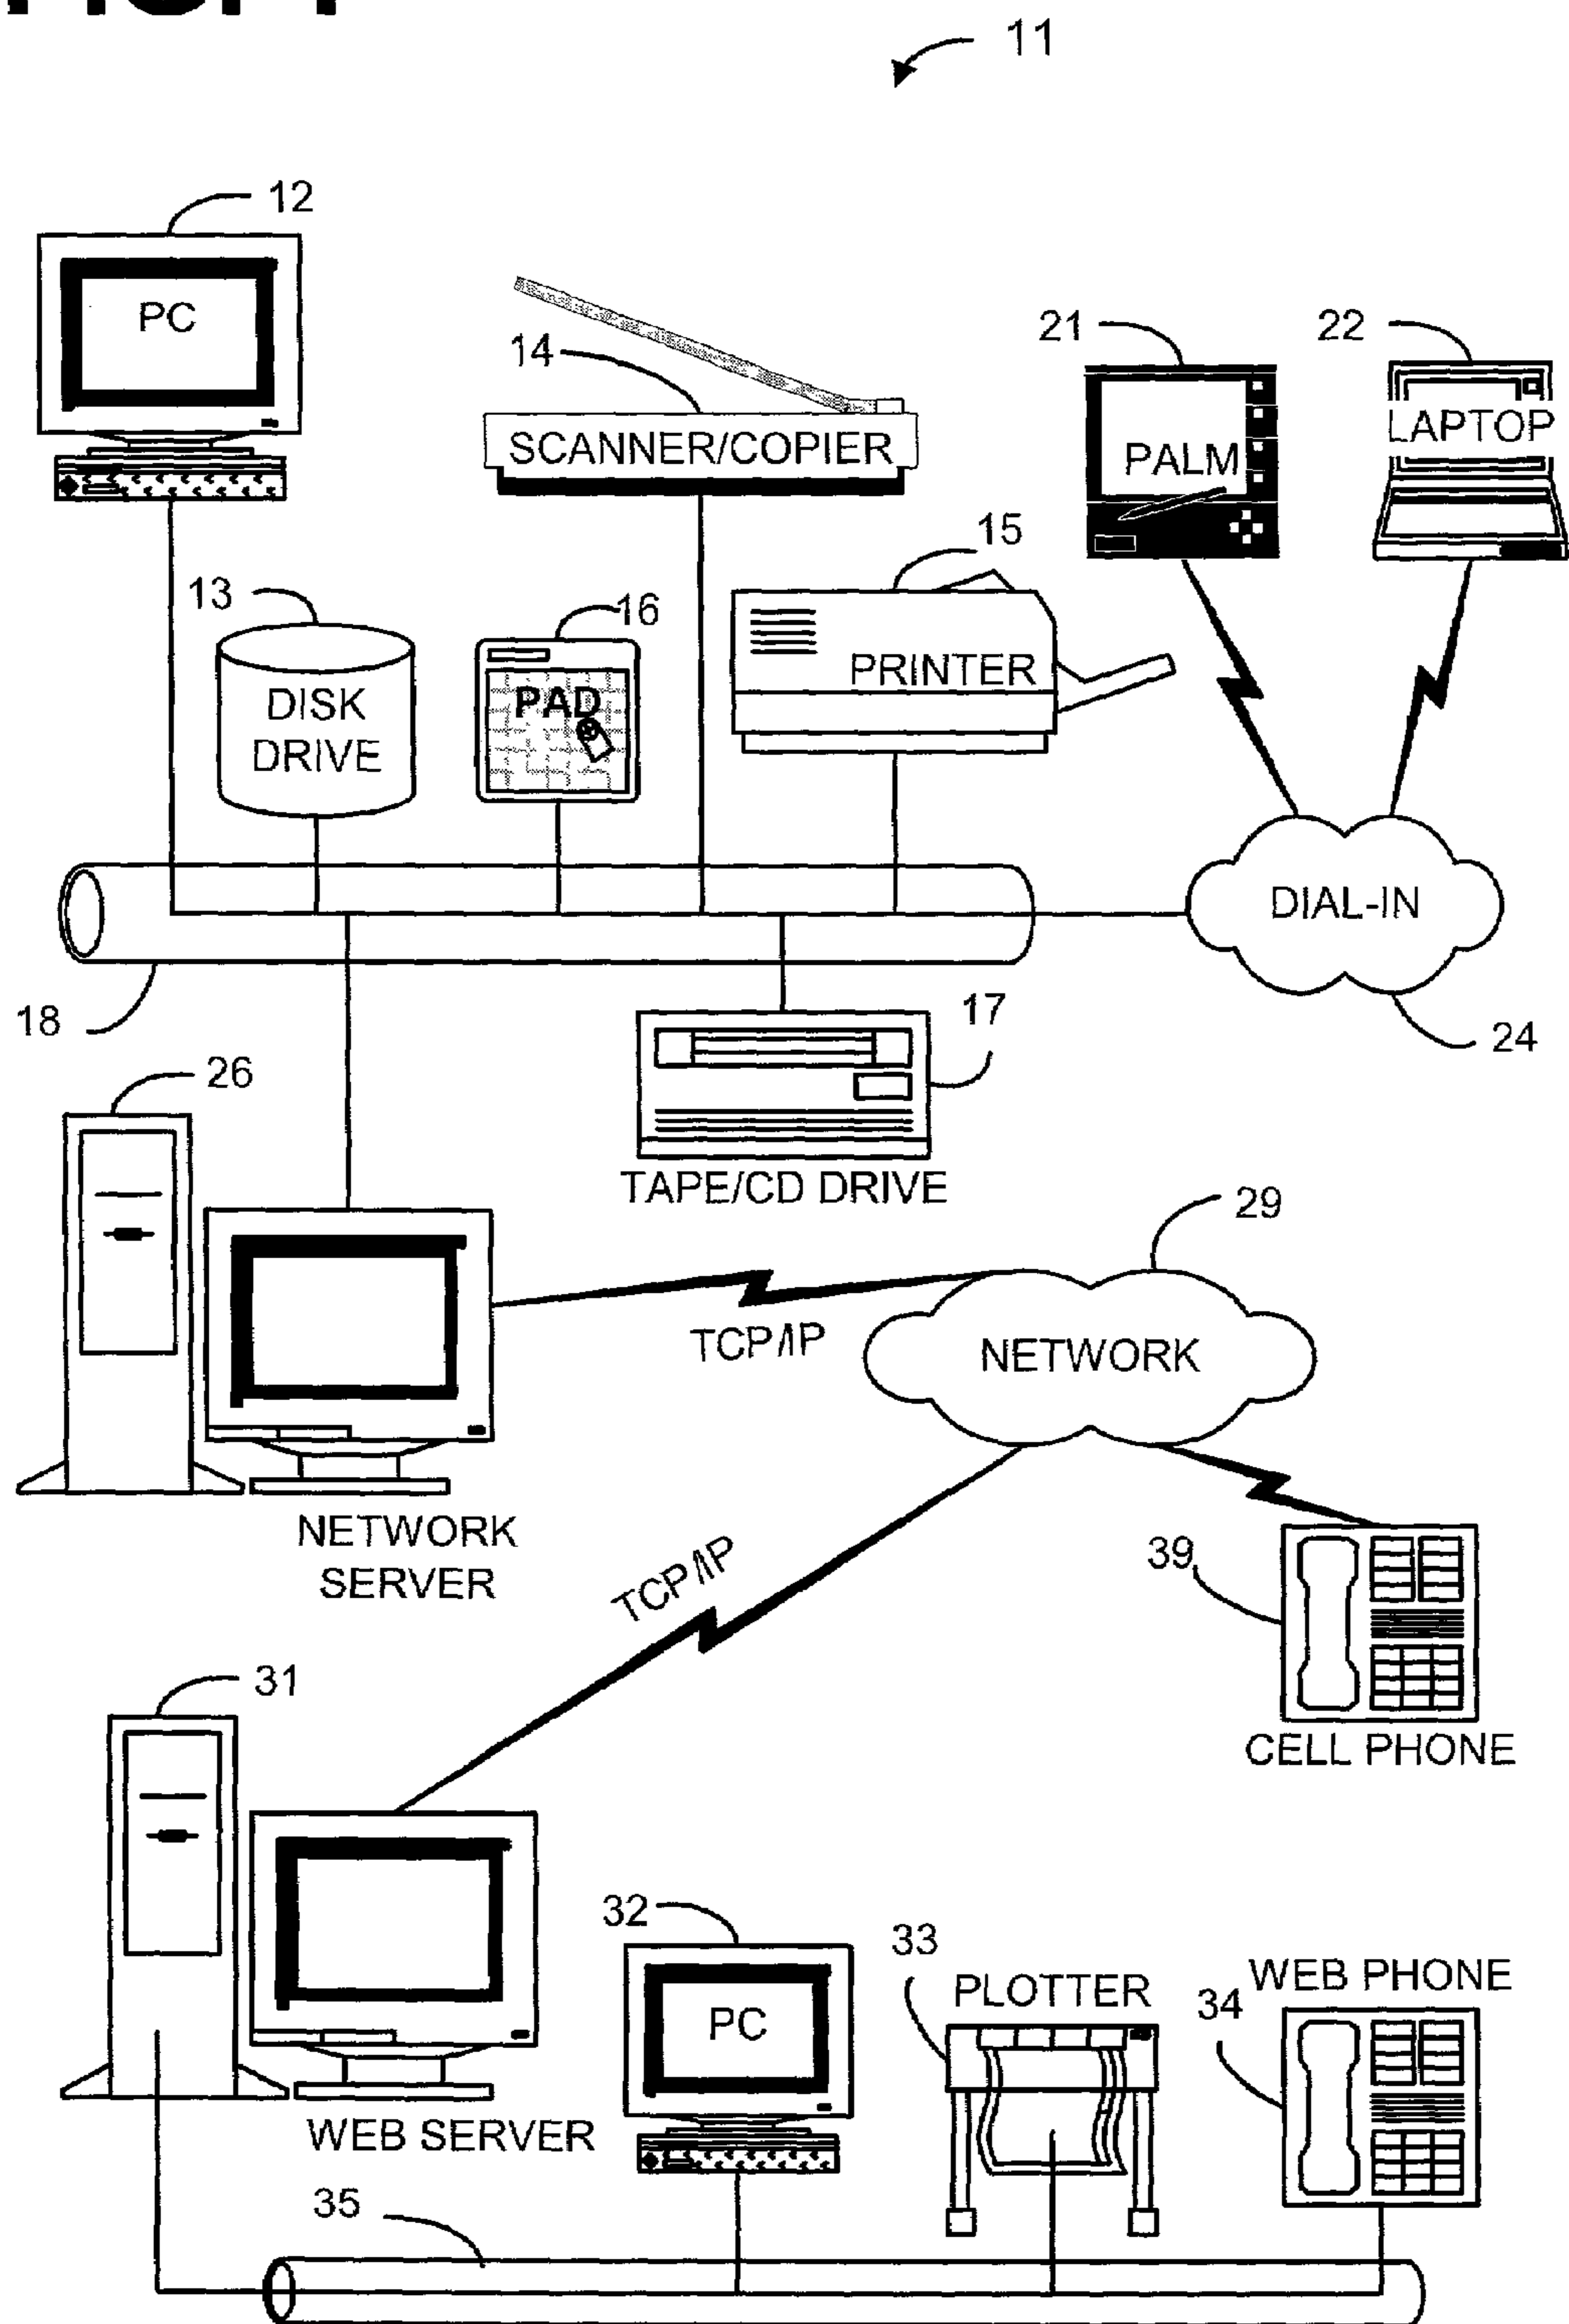 11
12
PC
14
SCANNER/COPIER
21
PALM
22
LAPTOP
13
DISK
DRIVE
16
PAD
15
PRINTER
DIAL-IN
18
17
24
26
TAPE/CD DRIVE
29
TCP/IP
NETWORK
NETWORK
SERVER
TCP/IP
39
CELL PHONE
31
32
PC
33
PLOTTER
WEB PHONE
34
WEB SERVER
35